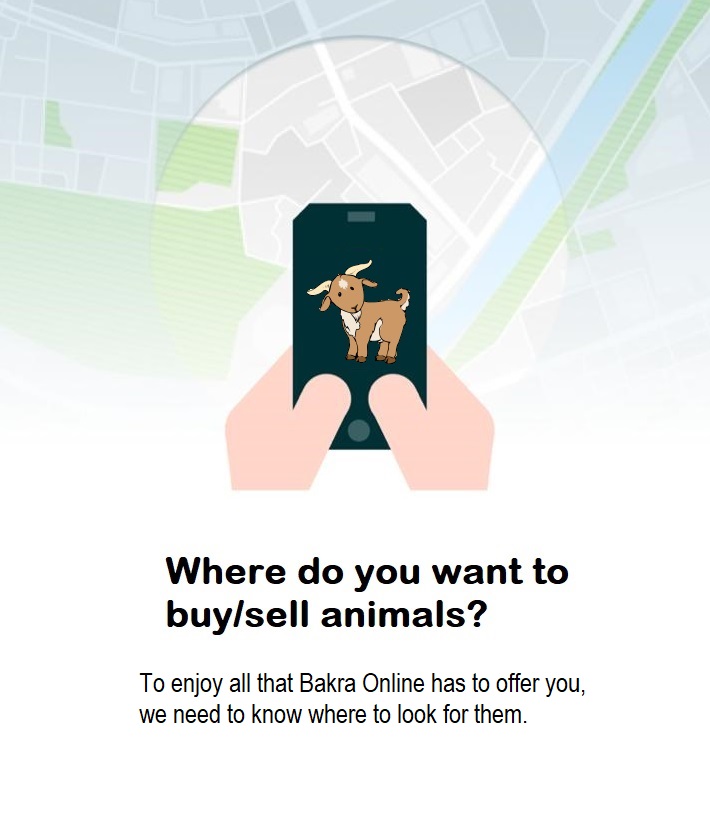 Where do you want to
buy/sell animals?
To enjoy all that Bakra Online has to offer you,
we need to know where to look for them.